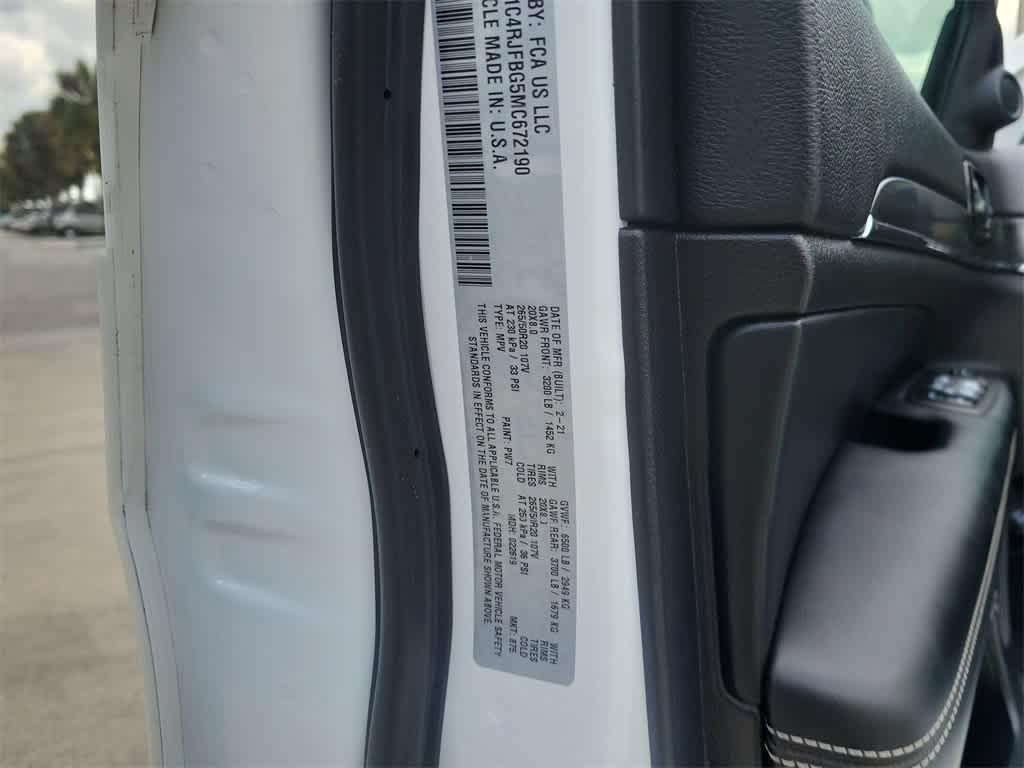 BY: FCA US LLC
1C4RJFBG5MC672190
CLE MADE IN: U.S.A.
DATE OF MFR (BUILT): 2-21 GVWR: 6500 LB / 2949 KG
GAWR FRONT: 3200 LB / 1452 KG WITH GAWR REAR: 3700 LB / 1679 KG WITH
20X8.0 RIMS 20X8.0 RIMS
265/50R20 107V TIRES 265/50R20 107V TIRES
AT 230 kPa / 33 PSI COLD AT 250 kPa / 36 PSI COLD
TYPE: MPV PAINT: PW7 MDH: 022619 MKT: 875
THIS VEHICLE CONFORMS TO ALL APPLICABLE U.S.A. FEDERAL MOTOR VEHICLE SAFETY
STANDARDS IN EFFECT ON THE DATE OF MANUFACTURE SHOWN ABOVE.